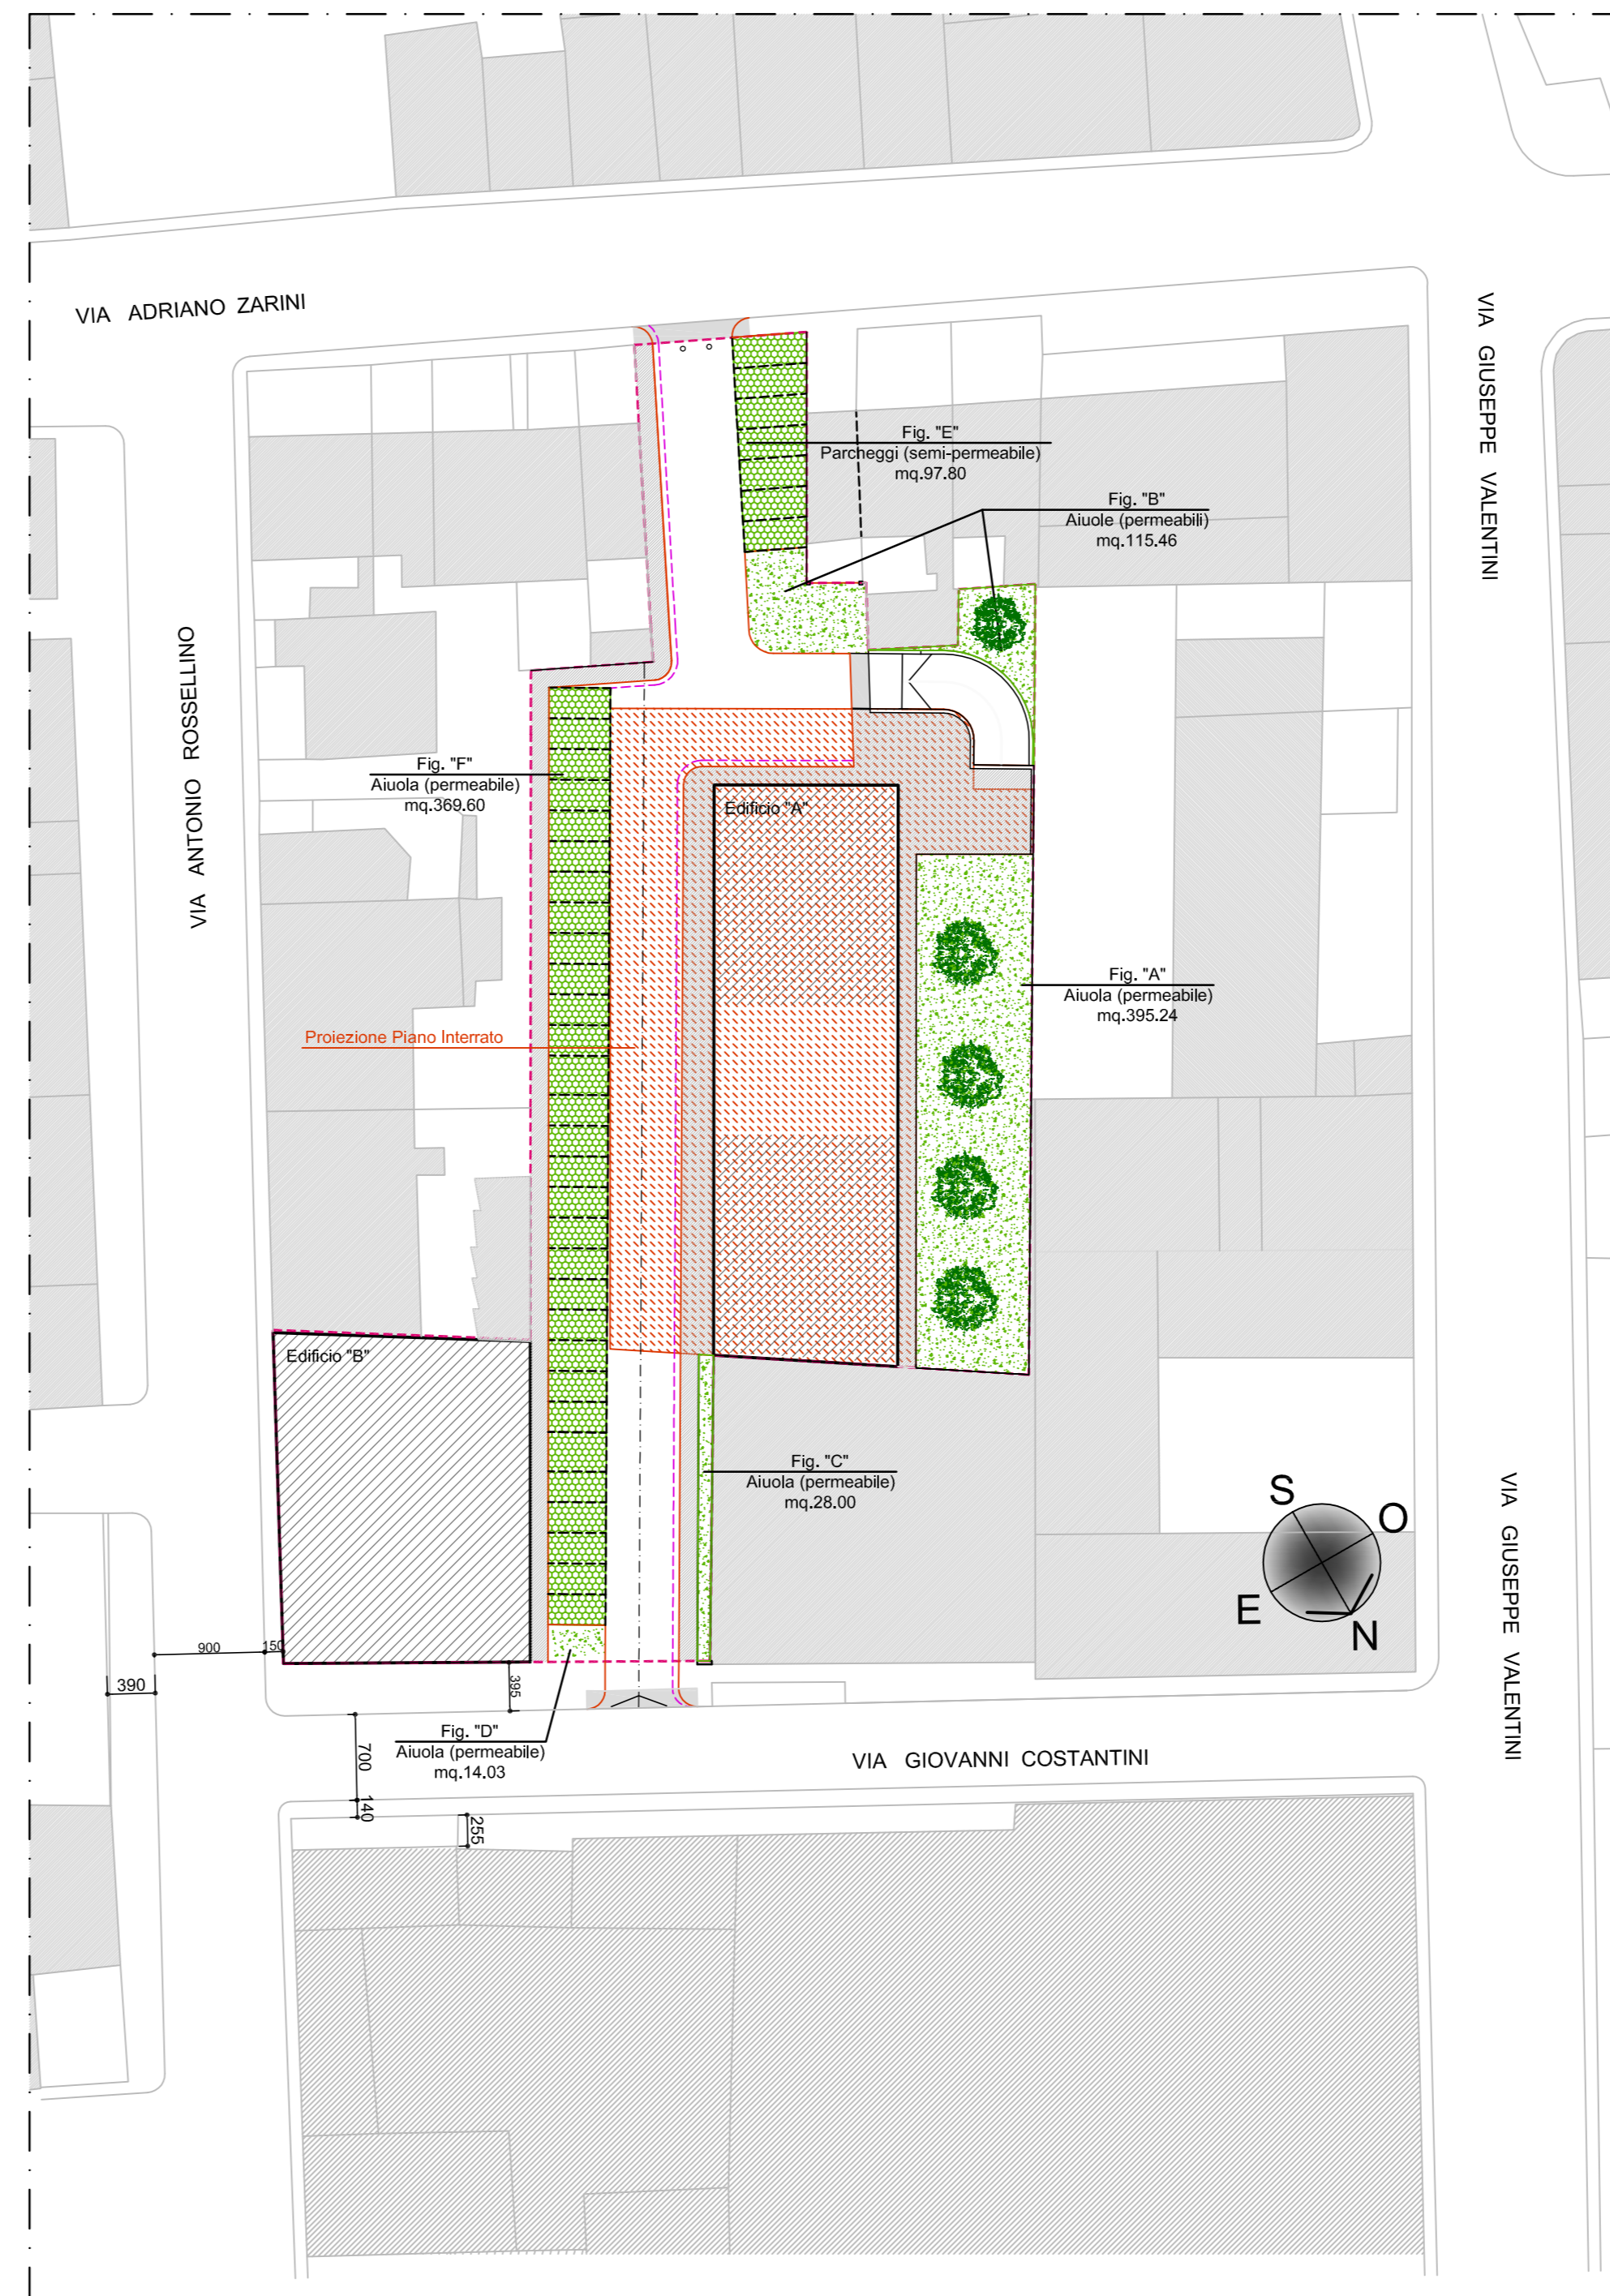 VIA ADRIANO ZARINI
VIA GIUSEPPE VALENTINI
Fig. "E"
Parcheggi (semi-permeabile)
mq.97.80
Fig. "B"
Aiuole (permeabili)
mq.115.46
VIA ANTONIO ROSSELLINO
Fig. "F"
Aiuola (permeabile)
mq.369.60
Edificio "A"
Fig. "A"
Aiuola (permeabile)
mq.395.24
Proiezione Piano Interrato
Edificio "B"
Fig. "C"
Aiuola (permeabile)
mq.28.00
S
O
E
N
VIA GIUSEPPE VALENTINI
900
150
390
395
Fig. "D"
Aiuola (permeabile)
mq.14.03
700
140
255
VIA GIOVANNI COSTANTINI